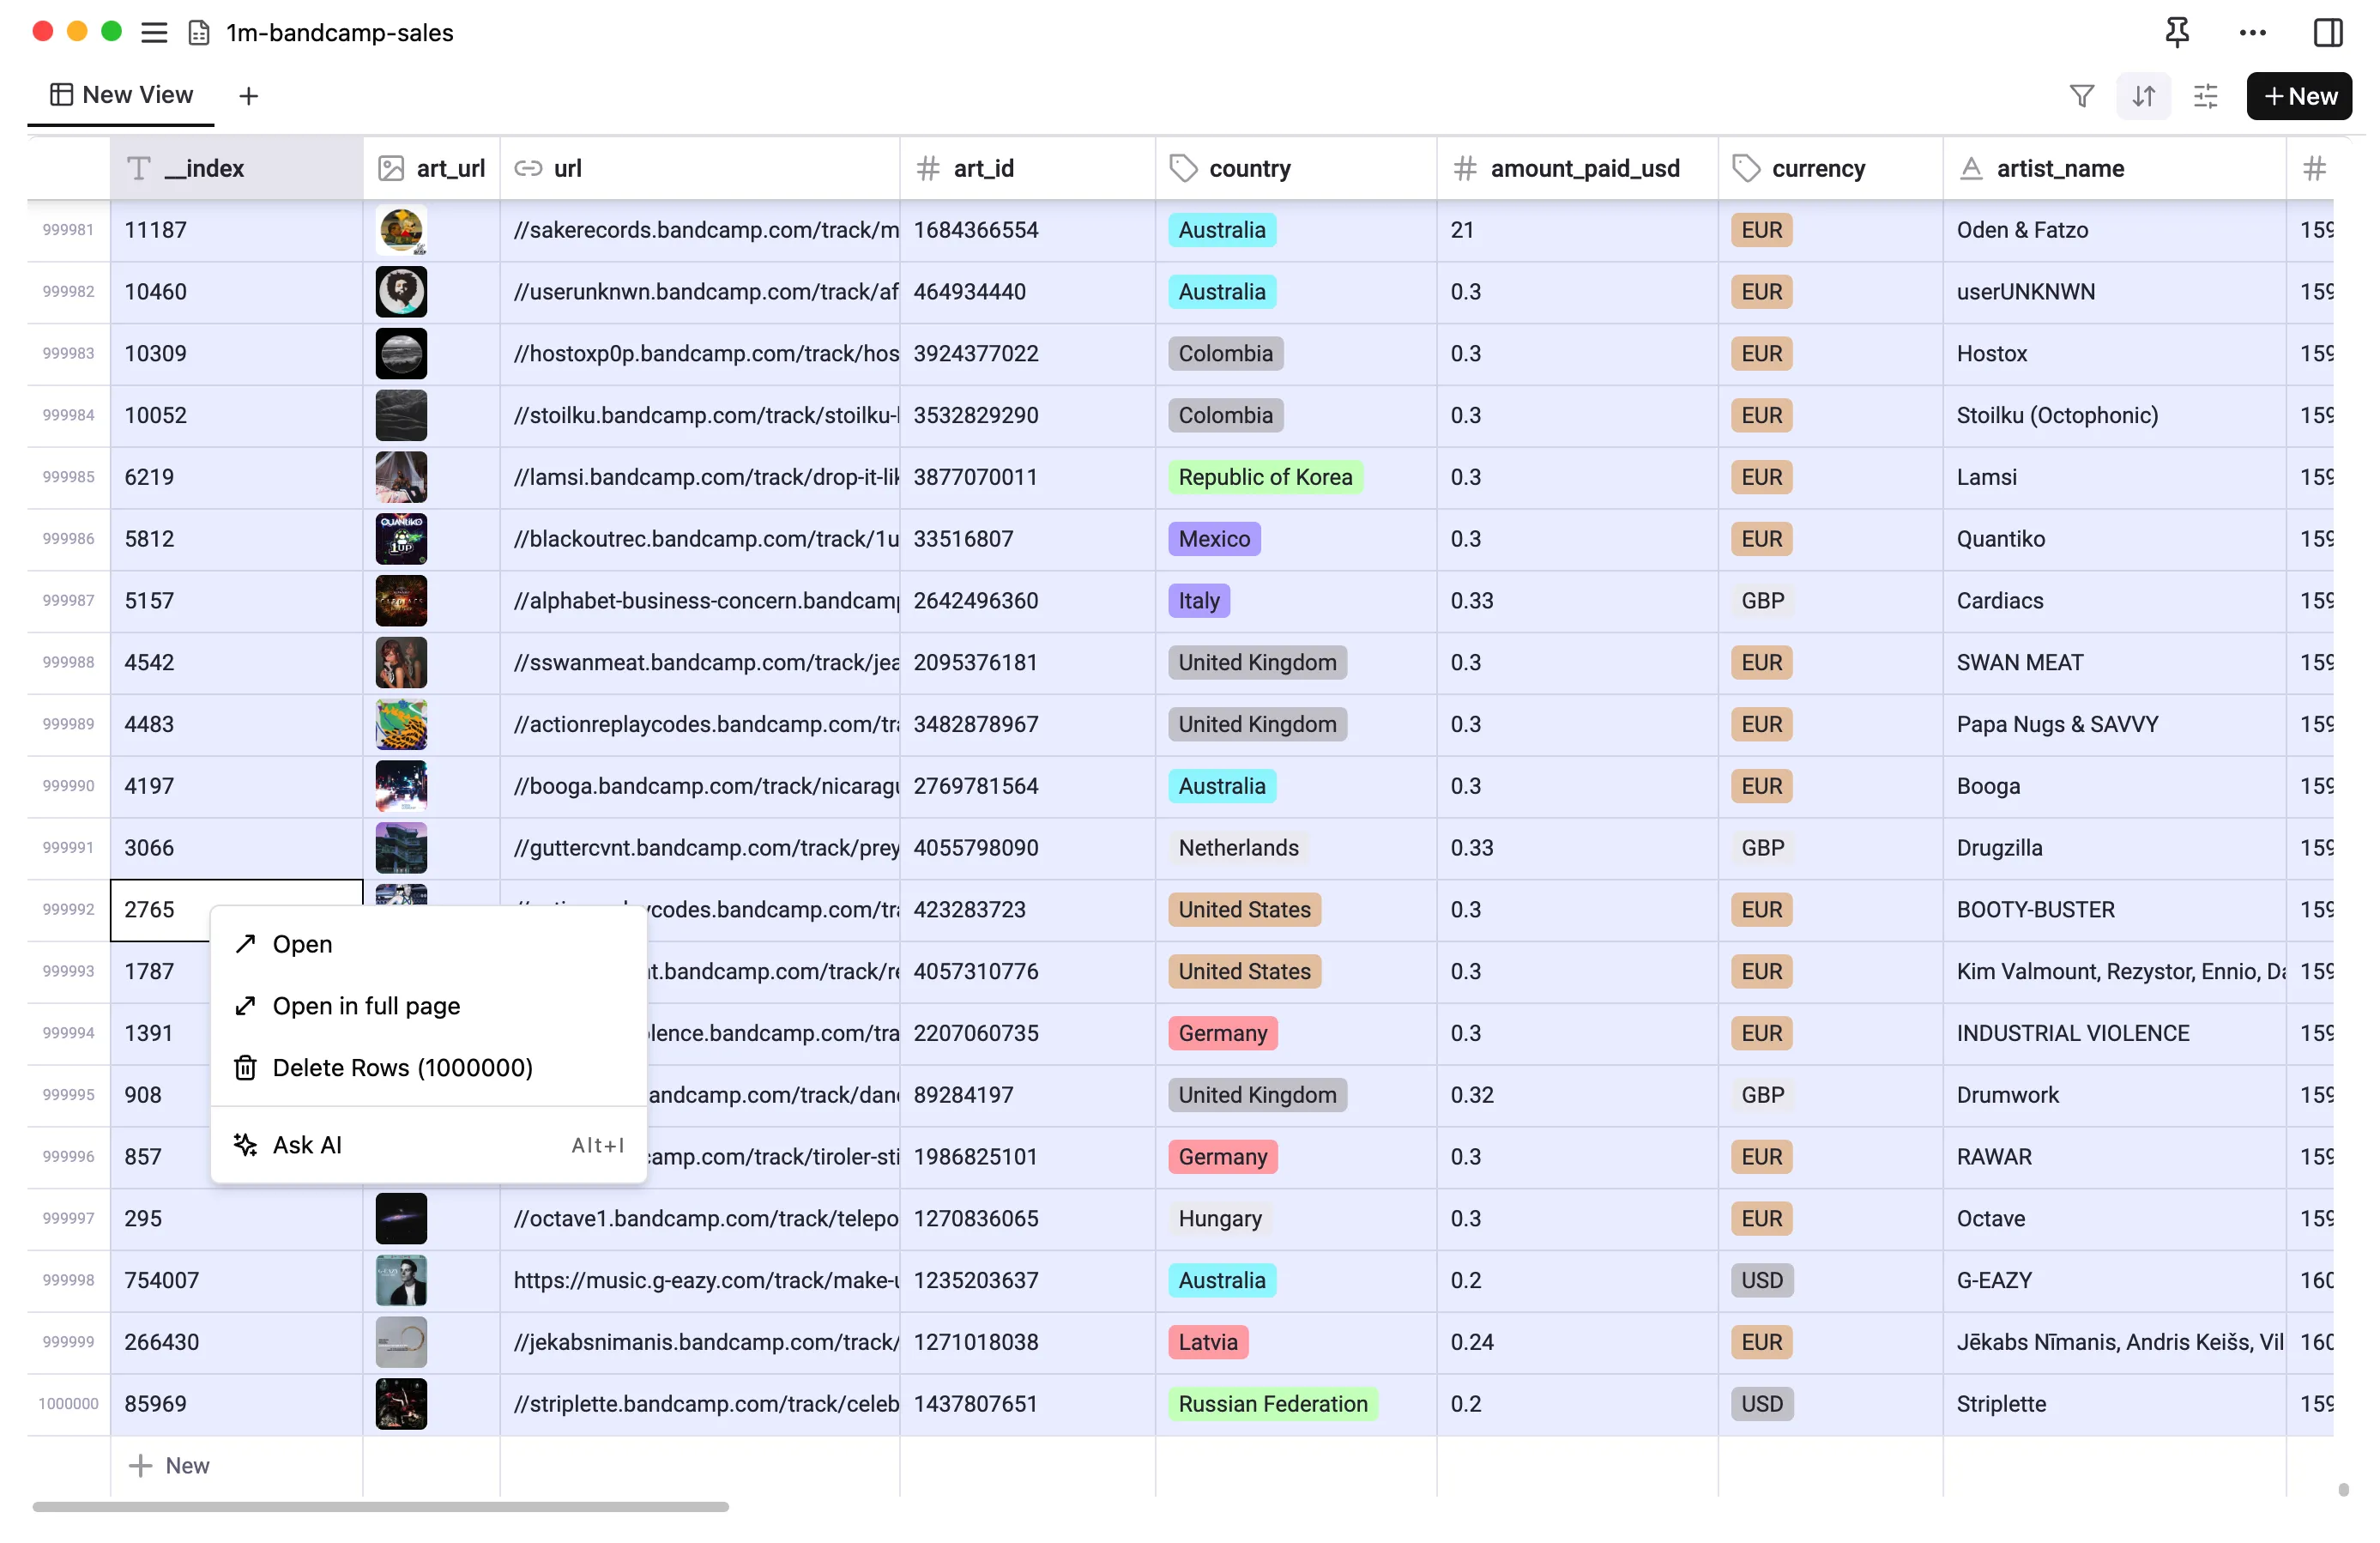 1m-bandcamp-sales
New View
New
__index art_url url art_id country amount_paid_usd currency artist_name
999981 11187 //sakerecords.bandcamp.com/track/m 1684366554 Australia 21 EUR Oden & Fatzo 159
999982 10460 //userunknwn.bandcamp.com/track/af 464934440 Australia 0.3 EUR userUNKNWN 159
999983 10309 //hostoxp0p.bandcamp.com/track/hos 3924377022 Colombia 0.3 EUR Hostox 159
999984 10052 //stoilku.bandcamp.com/track/stoilku- 3532829290 Colombia 0.3 EUR Stoilku (Octophonic) 159
999985 6219 //lamsi.bandcamp.com/track/drop-it-lik 3877070011 Republic of Korea 0.3 EUR Lamsi 159
999986 5812 QUANTIKO 1UP //blackoutrec.bandcamp.com/track/1u 33516807 Mexico 0.3 EUR Quantiko 159
999987 5157 CARDIACS //alphabet-business-concern.bandcamp 2642496360 Italy 0.33 GBP Cardiacs 159
999988 4542 //sswanmeat.bandcamp.com/track/jea 2095376181 United Kingdom 0.3 EUR SWAN MEAT 159
999989 4483 //actionreplaycodes.bandcamp.com/tra 3482878967 United Kingdom 0.3 EUR Papa Nugs & SAVVY 159
999990 4197 //booga.bandcamp.com/track/nicaragu 2769781564 Australia 0.3 EUR Booga 159
999991 3066 //guttercvnt.bandcamp.com/track/prey 4055798090 Netherlands 0.33 GBP Drugzilla 159
999992 2765 codes.bandcamp.com/tra 423283723 United States 0.3 EUR BOOTY-BUSTER 159
Open
999993 1787 t.bandcamp.com/track/re 4057310776 United States 0.3 EUR Kim Valmount, Rezystor, Ennio, Da 159
Open in full page
999994 1391 lence.bandcamp.com/tra 2207060735 Germany 0.3 EUR INDUSTRIAL VIOLENCE 159
Delete Rows (1000000)
999995 908 andcamp.com/track/dan 89284197 United Kingdom 0.32 GBP Drumwork 159
Ask AI Alt+I
999996 857 camp.com/track/tiroler-sti 1986825101 Germany 0.3 EUR RAWAR 159
999997 295 //octave1.bandcamp.com/track/telepo 1270836065 Hungary 0.3 EUR Octave 159
999998 754007 https://music.g-eazy.com/track/make-u 1235203637 Australia 0.2 USD G-EAZY 160
999999 266430 //jekabsnimanis.bandcamp.com/track/ 1271018038 Latvia 0.24 EUR Jēkabs Nīmanis, Andris Keišs, Vil 160
1000000 85969 //striplette.bandcamp.com/track/celeb 1437807651 Russian Federation 0.2 USD Striplette 159
New